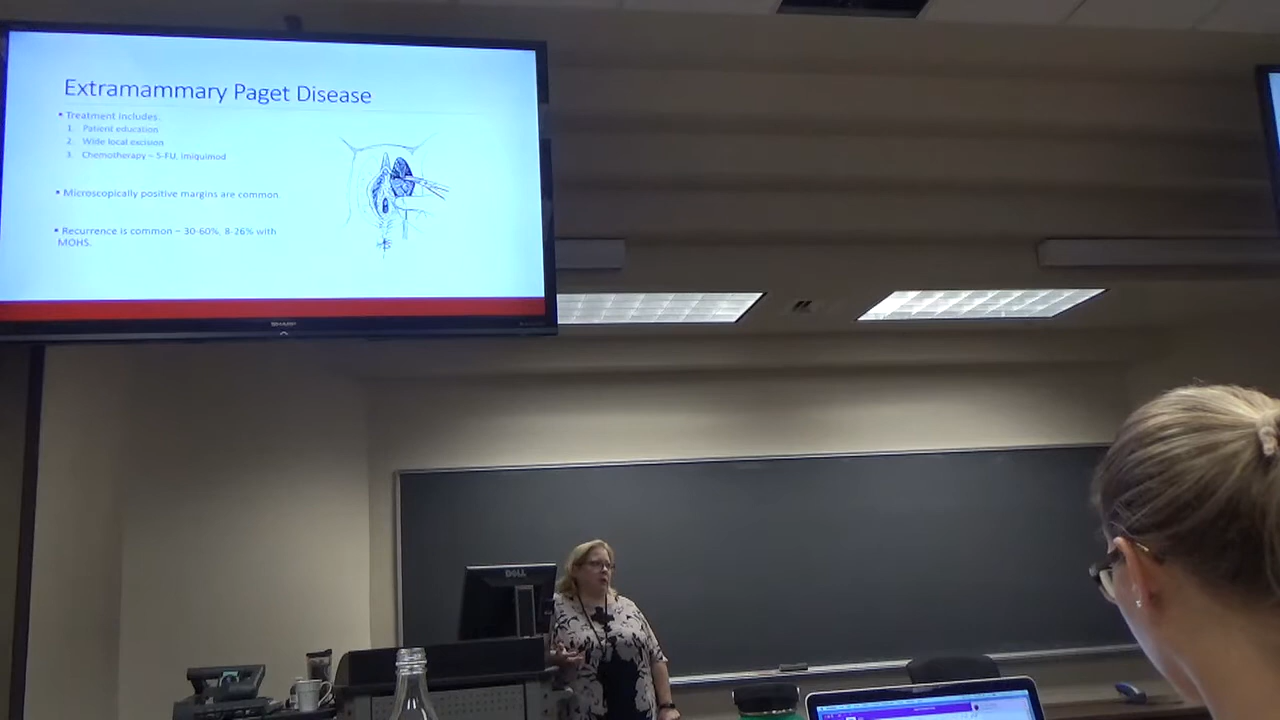 Extramammary Paget Disease
▪ Treatment includes:
1. Patient education
2. Wide local excision
3. Chemotherapy – 5-FU, imiquimod
▪ Microscopically positive margins are common
▪ Recurrence is common – 30-60%, 8-26% with
MOHS.
SHARP
DELL